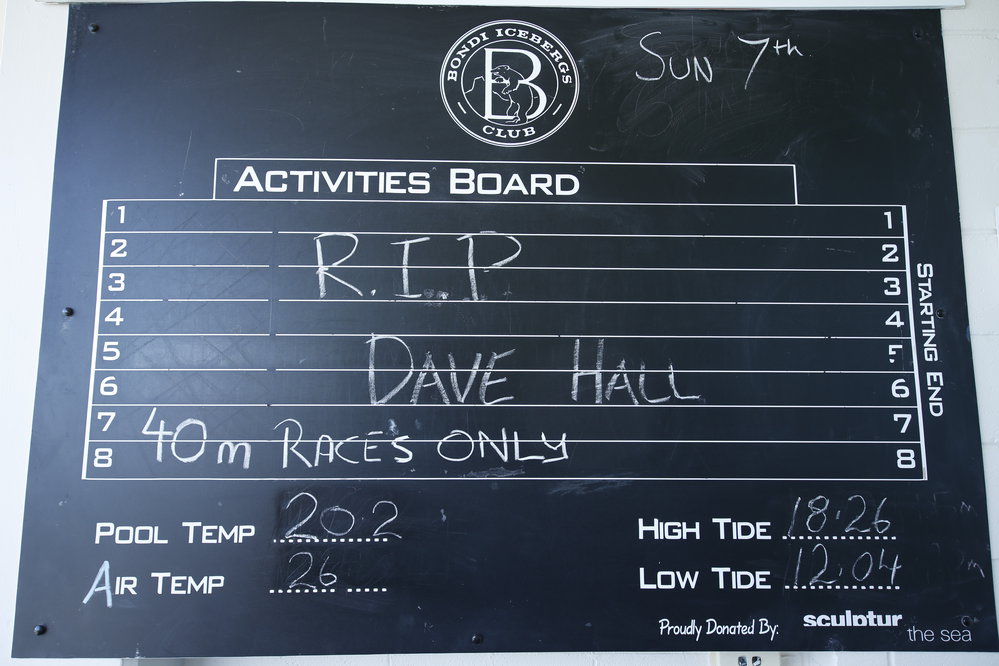 BONDI ICEBERGS
B
CLUB
SUN 7th
ACTIVITIES BOARD
1 1
2 R.I.P 2
3 3
4 4
5 DAVE HALL 5
6 6
7 40m RACES ONLY 7
8 8
STARTING END
POOL TEMP 20.2
HIGH TIDE 18.26
AIR TEMP 26
LOW TIDE 12.04
Proudly Donated By: sculptur
the sea